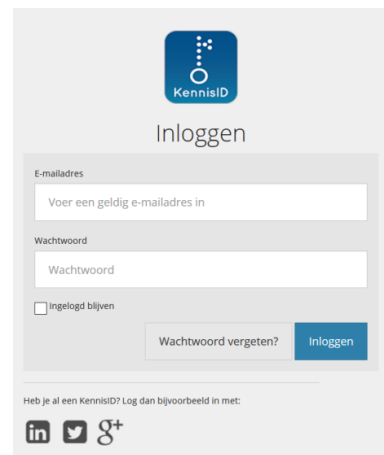 KennisID
Inloggen
E-mailadres
Voer een geldig e-mailadres in
Wachtwoord
Wachtwoord
Ingelogd blijven
Wachtwoord vergeten? Inloggen
Heb je al een KennisID? Log dan bijvoorbeeld in met:
in g+